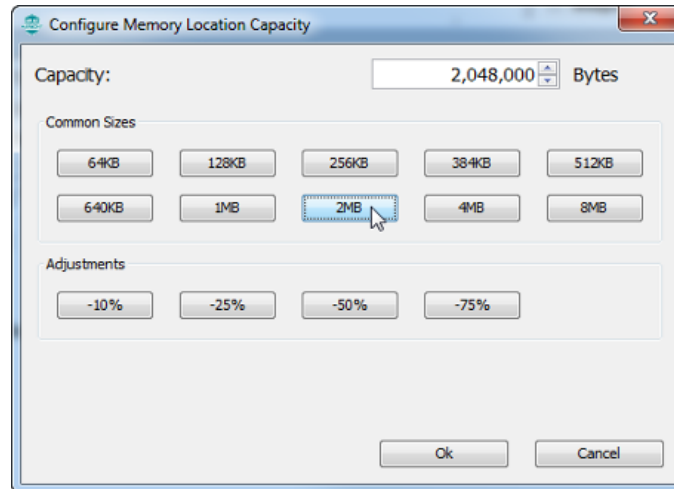 Configure Memory Location Capacity
Capacity: 2,048,000 Bytes
Common Sizes
64KB 128KB 256KB 384KB 512KB
640KB 1MB 2MB 4MB 8MB
Adjustments
-10% -25% -50% -75%
Ok Cancel